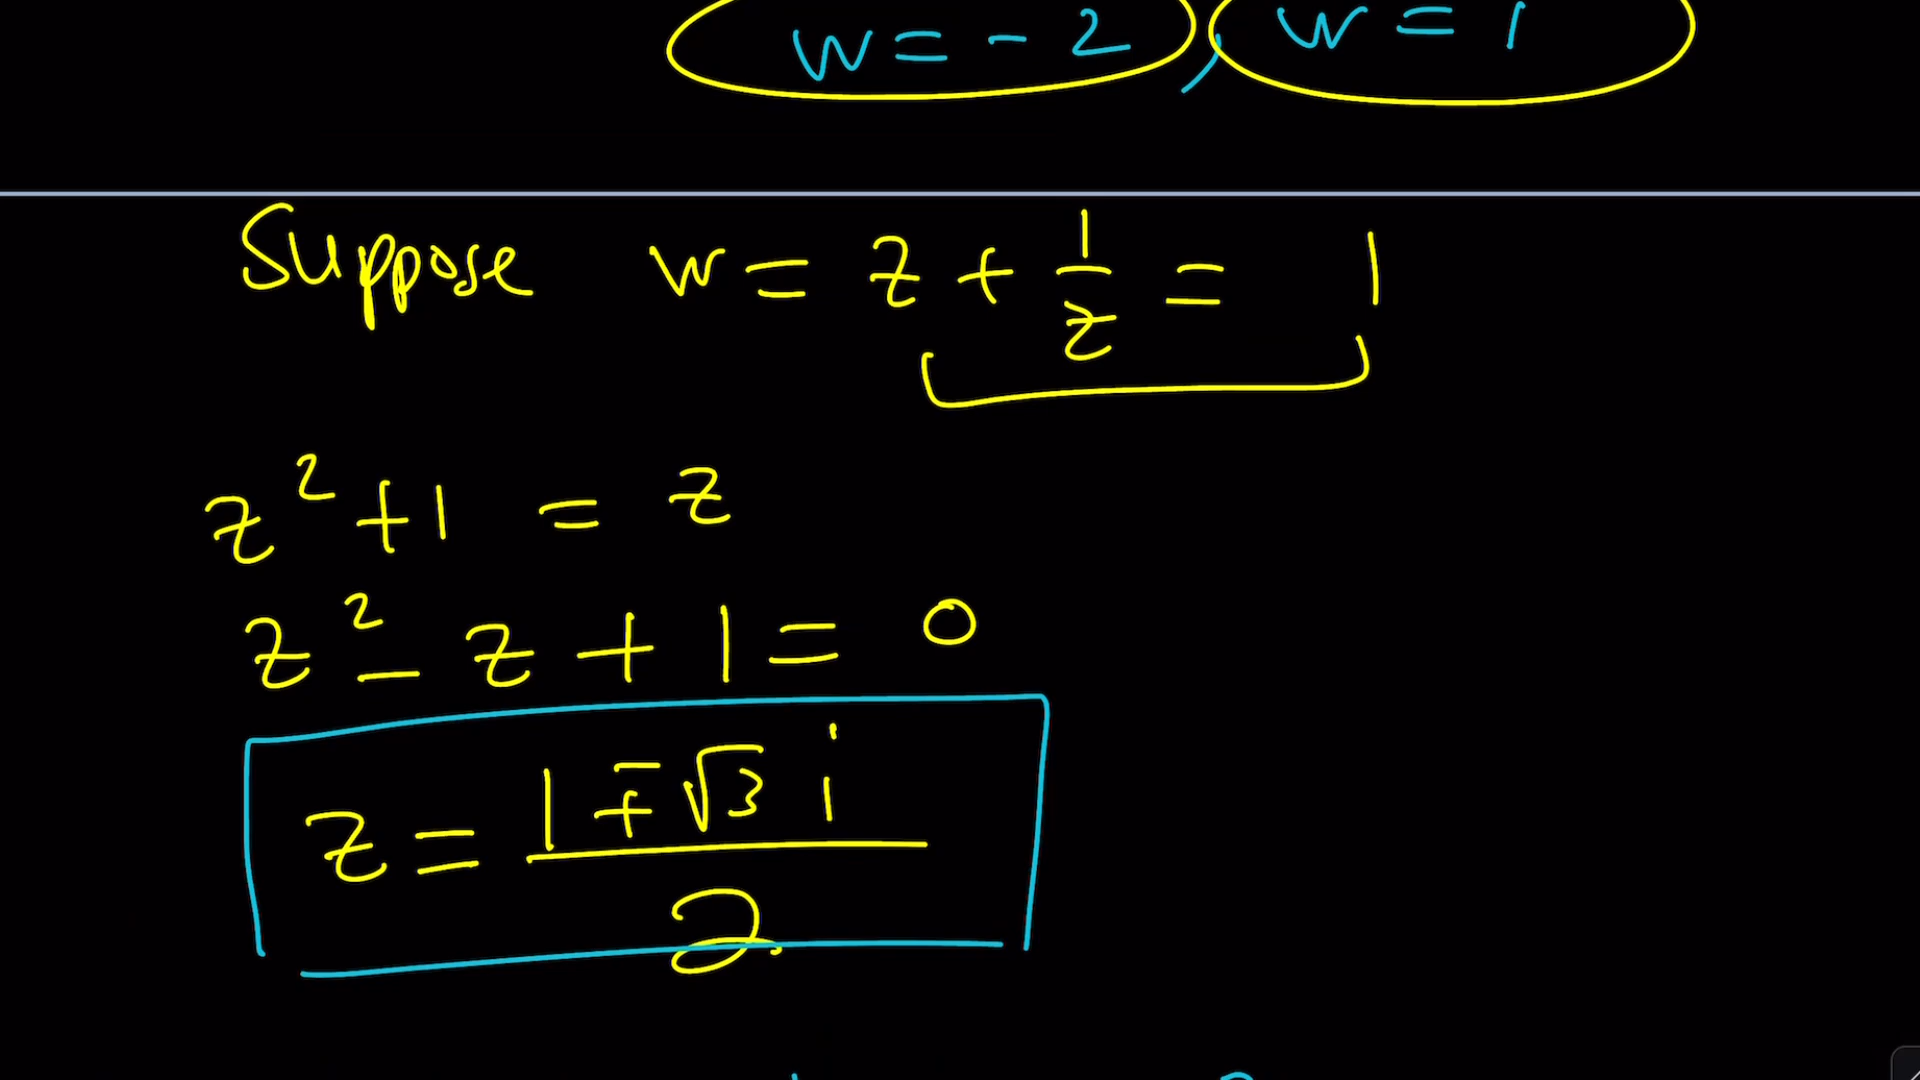 w = -2, w = 1
Suppose w = z + 1/z = 1
z² + 1 = z
z² - z + 1 = 0
z = (1 ∓ √3 i)/2